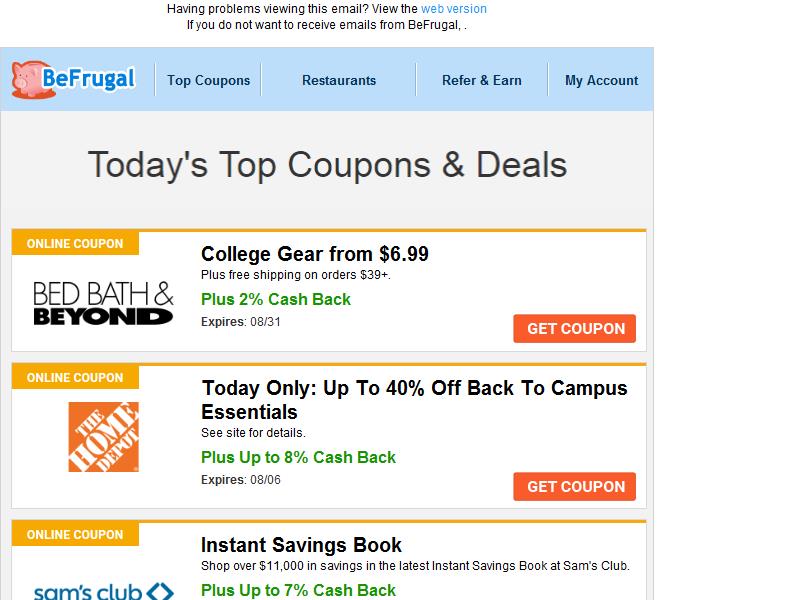 Having problems viewing this email? View the web version
If you do not want to receive emails from BeFrugal, .
BeFrugal
Top Coupons
Restaurants
Refer & Earn
My Account
Today's Top Coupons & Deals
ONLINE COUPON
BED BATH &
BEYOND
College Gear from $6.99
Plus free shipping on orders $39+.
Plus 2% Cash Back
Expires: 08/31
GET COUPON
ONLINE COUPON
THE
HOME
DEPOT
Today Only: Up To 40% Off Back To Campus
Essentials
See site for details.
Plus Up to 8% Cash Back
Expires: 08/06
GET COUPON
ONLINE COUPON
sam's club
Instant Savings Book
Shop over $11,000 in savings in the latest Instant Savings Book at Sam's Club.
Plus Up to 7% Cash Back